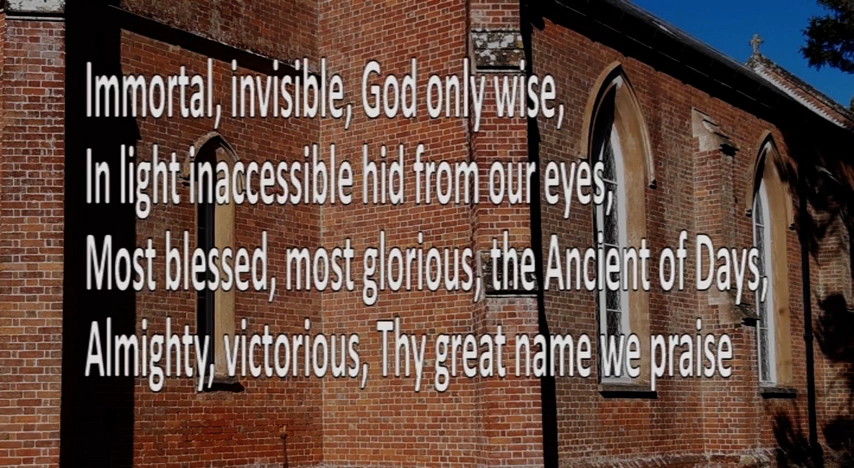 Immortal, invisible, God only wise,
In light inaccessible hid from our eyes,
Most blessed, most glorious, the Ancient of Days,
Almighty, victorious, Thy great name we praise